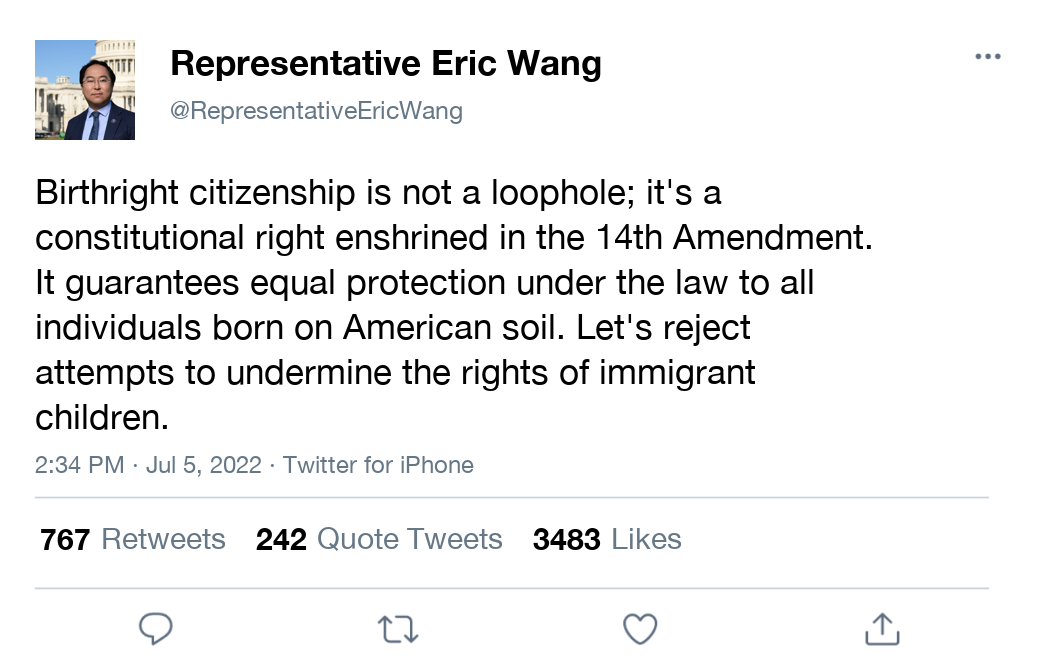 Representative Eric Wang
@RepresentativeEricWang
Birthright citizenship is not a loophole; it's a
constitutional right enshrined in the 14th Amendment.
It guarantees equal protection under the law to all
individuals born on American soil. Let's reject
attempts to undermine the rights of immigrant
children.
2:34 PM · Jul 5, 2022 · Twitter for iPhone
767 Retweets 242 Quote Tweets 3483 Likes